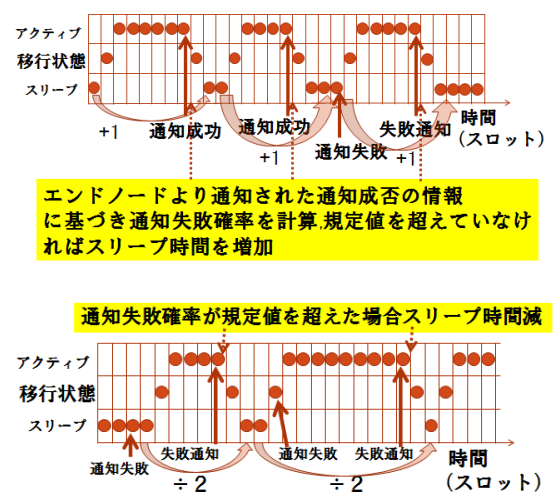 アクティブ
移行状態
スリープ
時間
(スロット)
+1
通知成功
通知成功
+1
通知失敗
失敗通知
+1
エンドノードより通知された通知成否の情報
に基づき通知失敗確率を計算,規定値を超えていなけ
ればスリープ時間を増加
通知失敗確率が規定値を超えた場合スリープ時間減
アクティブ
移行状態
スリープ
通知失敗
失敗通知
÷2
通知失敗
失敗通知
÷2
時間
(スロット)